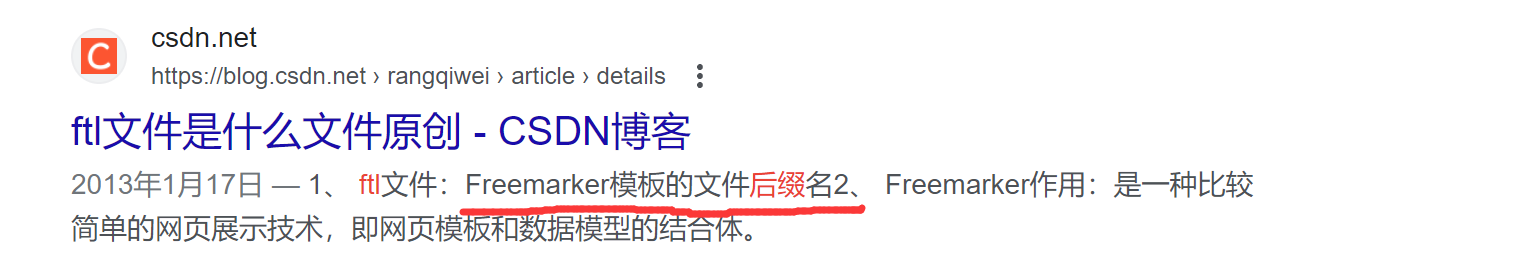 C
csdn.net
https://blog.csdn.net › rangqiwei › article › details
ftl文件是什么文件原创 - CSDN博客
2013年1月17日 — 1、 ftl文件：Freemarker模板的文件后缀名2、 Freemarker作用：是一种比较
简单的网页展示技术，即网页模板和数据模型的结合体。